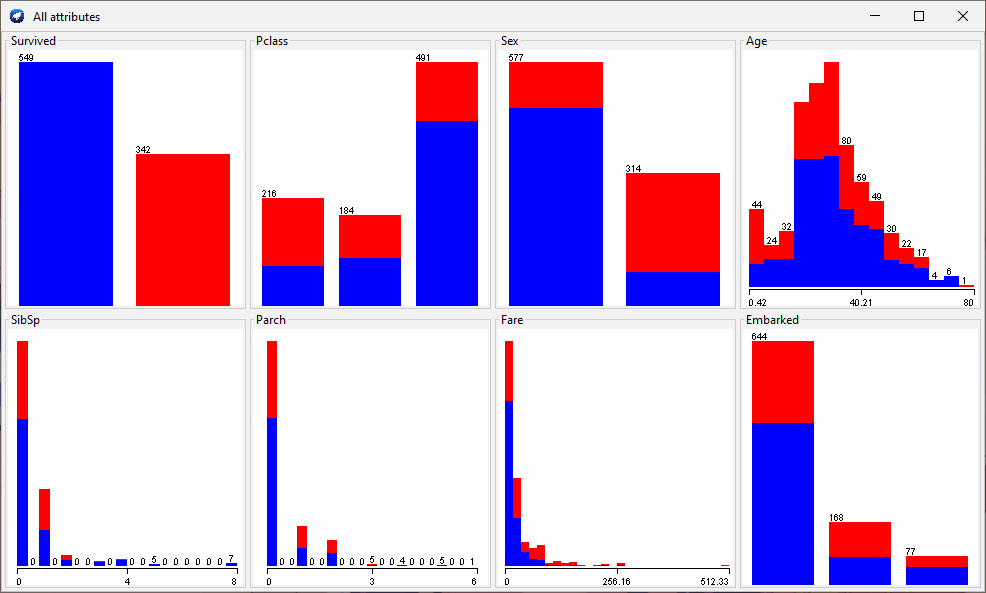 All attributes
Survived
549
342
Pclass
216
184
491
Sex
577
314
Age
44
24
32
80
59
49
30
22
17
4
6
1
0.42 40.21 80
SibSp
0 0 0 0 0 0 5 0 0 0 0 0 0 7
0 4 8
Parch
0 0 0 0 0 0 5 0 0 4 0 0 0 5 0 0 1
0 3 6
Fare
0 256.16 512.33
Embarked
644
168
77